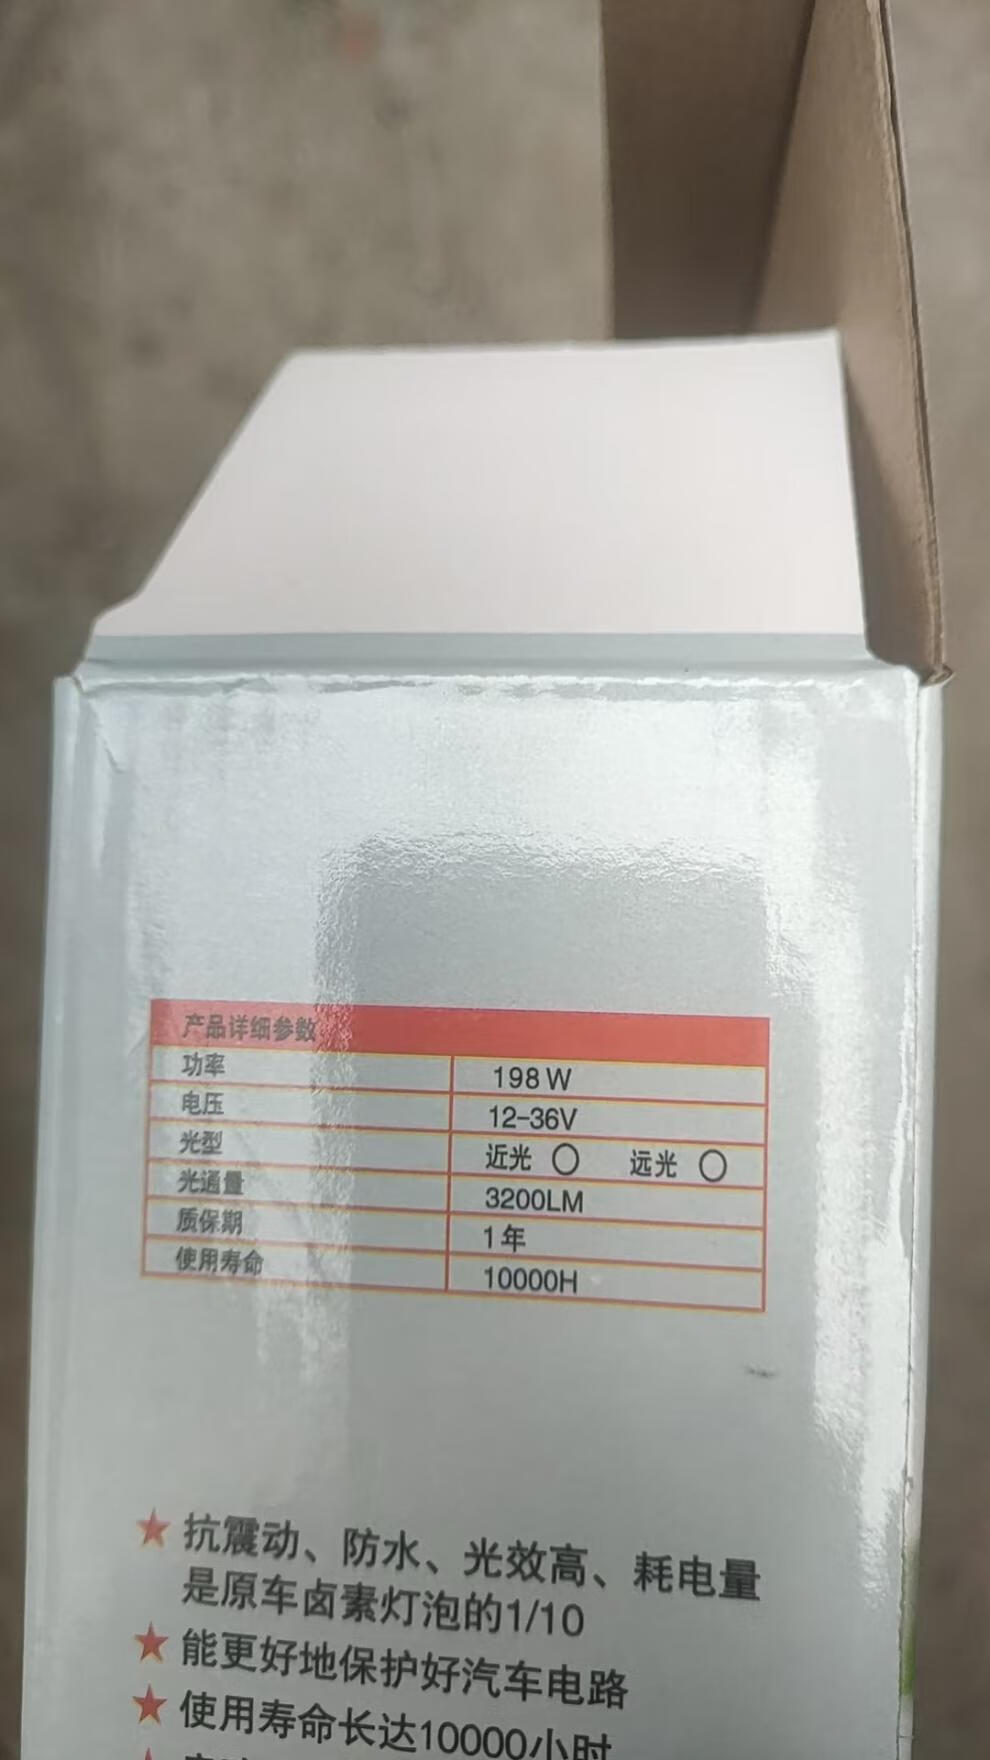 产品详细参数
功率 198W
电压 12-36V
光型 近光 ○ 远光 ○
光通量 3200LM
质保期 1年
使用寿命 10000H
★ 抗震动、防水、光效高、耗电量
是原车卤素灯泡的1/10
★ 能更好地保护好汽车电路
★ 使用寿命长达10000小时